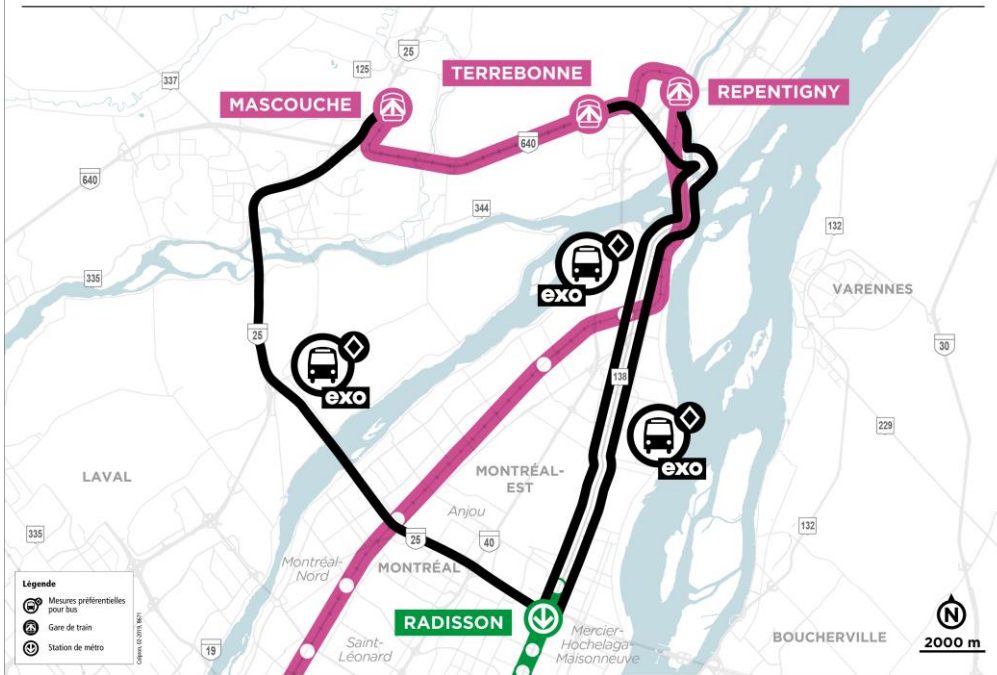 25
125
337
TERREBONNE
MASCOUCHE
REPENTIGNY
640
640
344
132
335
exo
VARENNES
25
30
exo
138
229
exo
LAVAL
MONTRÉAL-
EST
Anjou
132
335
25
40
Montréal-
Nord
MONTRÉAL
Légende
Mesures préférentielles
pour bus
Gare de train
Station de métro
RADISSON
N
2000 m
19
Saint-
Léonard
Mercier-
Hochelaga-
Maisonneuve
BOUCHERVILLE